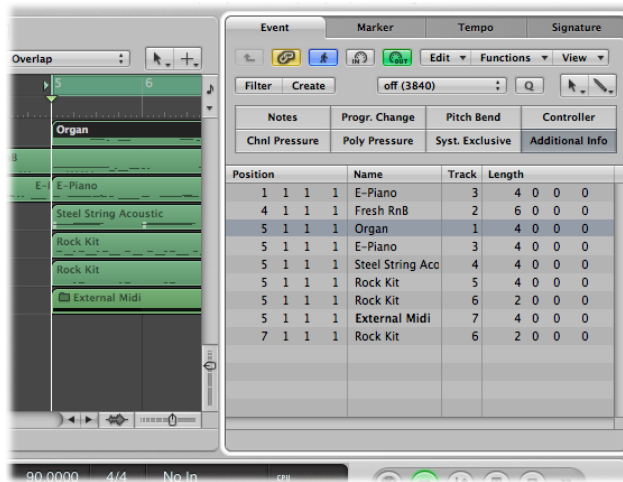 Event Marker Tempo Signature
Overlap
IN OUT Edit Functions View
5 6
Filter Create off (3840) Q
Notes Progr. Change Pitch Bend Controller
Chnl Pressure Poly Pressure Syst. Exclusive Additional Info
Organ
E-Piano
Steel String Acoustic
Rock Kit
Rock Kit
External Midi
Position Name Track Length
1 1 1 1 E-Piano 3 4 0 0 0
4 1 1 1 Fresh RnB 2 6 0 0 0
5 1 1 1 Organ 1 4 0 0 0
5 1 1 1 E-Piano 3 4 0 0 0
5 1 1 1 Steel String Aco 4 4 0 0 0
5 1 1 1 Rock Kit 5 4 0 0 0
5 1 1 1 Rock Kit 6 2 0 0 0
5 1 1 1 External Midi 7 4 0 0 0
7 1 1 1 Rock Kit 6 2 0 0 0
90.0000 4/4 No In CPU